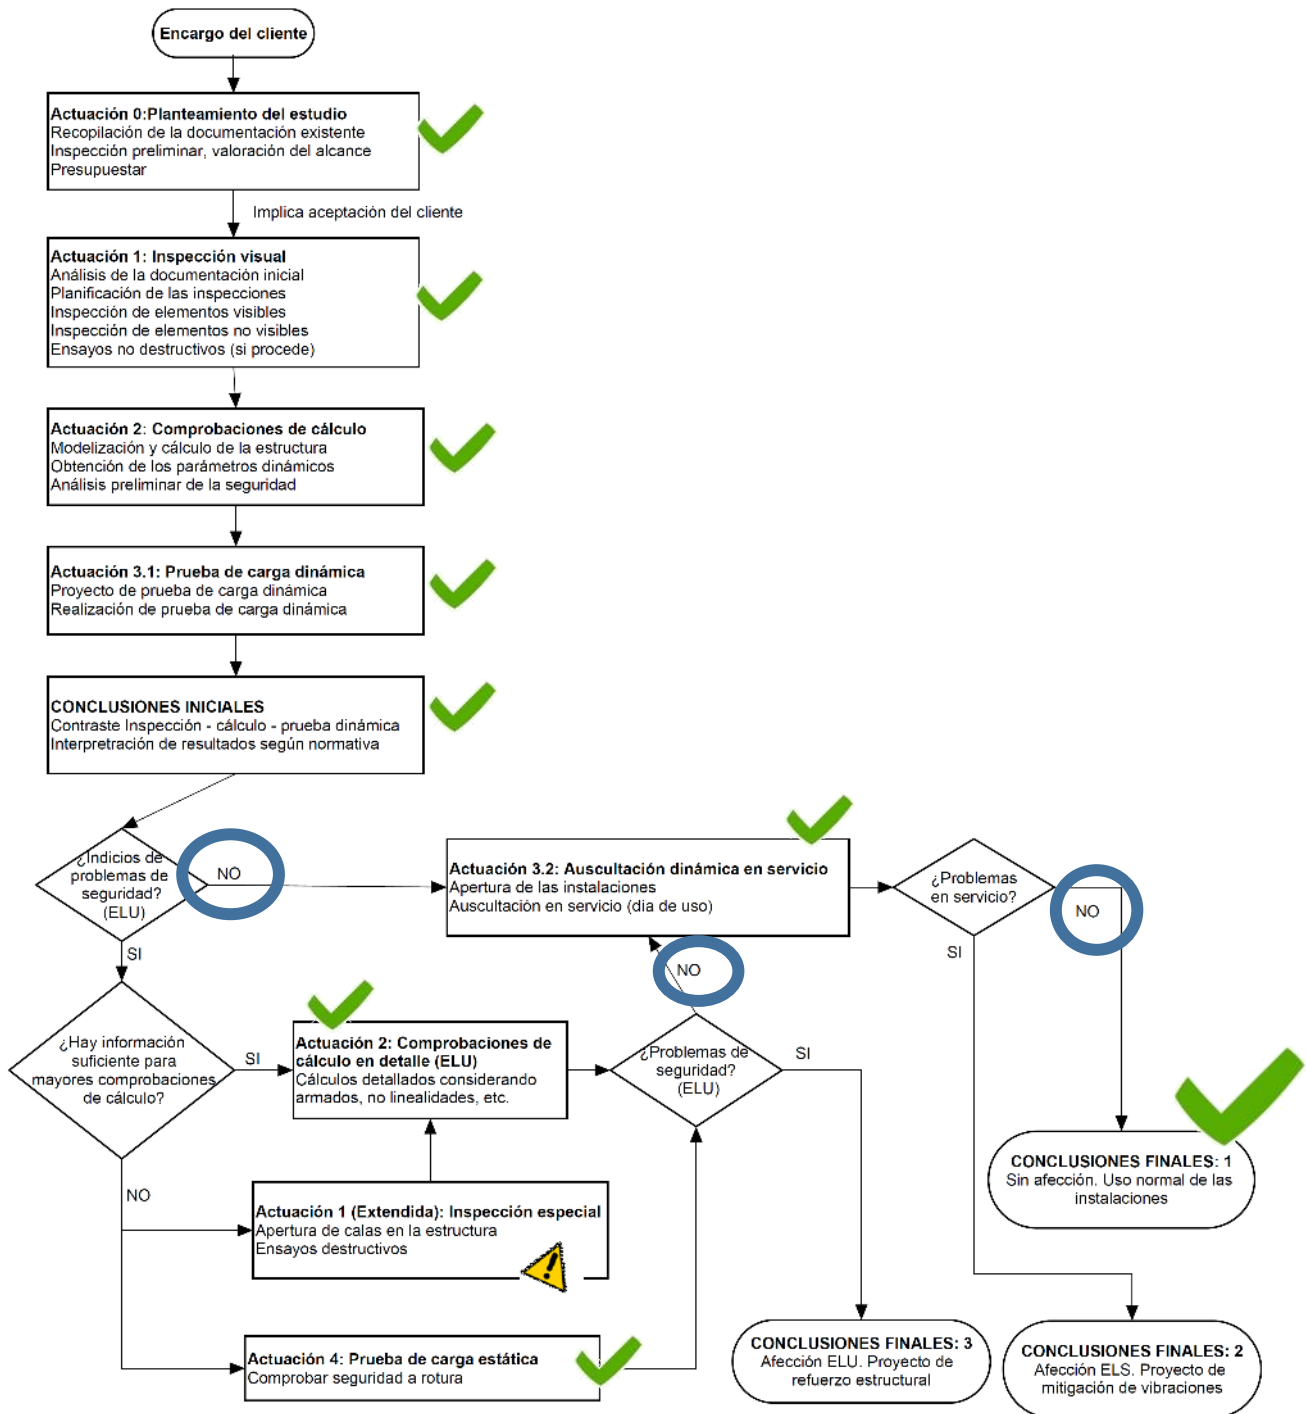 Encargo del cliente
Actuación 0:Planteamiento del estudio
Recopilación de la documentación existente
Inspección preliminar, valoración del alcance
Presupuestar
Implica aceptación del cliente
Actuación 1: Inspección visual
Análisis de la documentación inicial
Planificación de las inspecciones
Inspección de elementos visibles
Inspección de elementos no visibles
Ensayos no destructivos (si procede)
Actuación 2: Comprobaciones de cálculo
Modelización y cálculo de la estructura
Obtención de los parámetros dinámicos
Análisis preliminar de la seguridad
Actuación 3.1: Prueba de carga dinámica
Proyecto de prueba de carga dinámica
Realización de prueba de carga dinámica
CONCLUSIONES INICIALES
Contraste Inspección - cálculo - prueba dinámica
Interpretración de resultados según normativa
¿Indicios de
problemas de
seguridad?
(ELU)
NO
SI
Actuación 3.2: Auscultación dinámica en servicio
Apertura de las instalaciones
Auscultación en servicio (día de uso)
¿Problemas
en servicio?
NO
SI
¿Hay información
suficiente para
mayores comprobaciones
de cálculo?
SI
NO
Actuación 2: Comprobaciones de
cálculo en detalle (ELU)
Cálculos detallados considerando
armados, no linealidades, etc.
¿Problemas de
seguridad?
(ELU)
NO
SI
Actuación 1 (Extendida): Inspección especial
Apertura de calas en la estructura
Ensayos destructivos
Actuación 4: Prueba de carga estática
Comprobar seguridad a rotura
CONCLUSIONES FINALES: 1
Sin afección. Uso normal de las
instalaciones
CONCLUSIONES FINALES: 3
Afección ELU. Proyecto de
refuerzo estructural
CONCLUSIONES FINALES: 2
Afección ELS. Proyecto de
mitigación de vibraciones